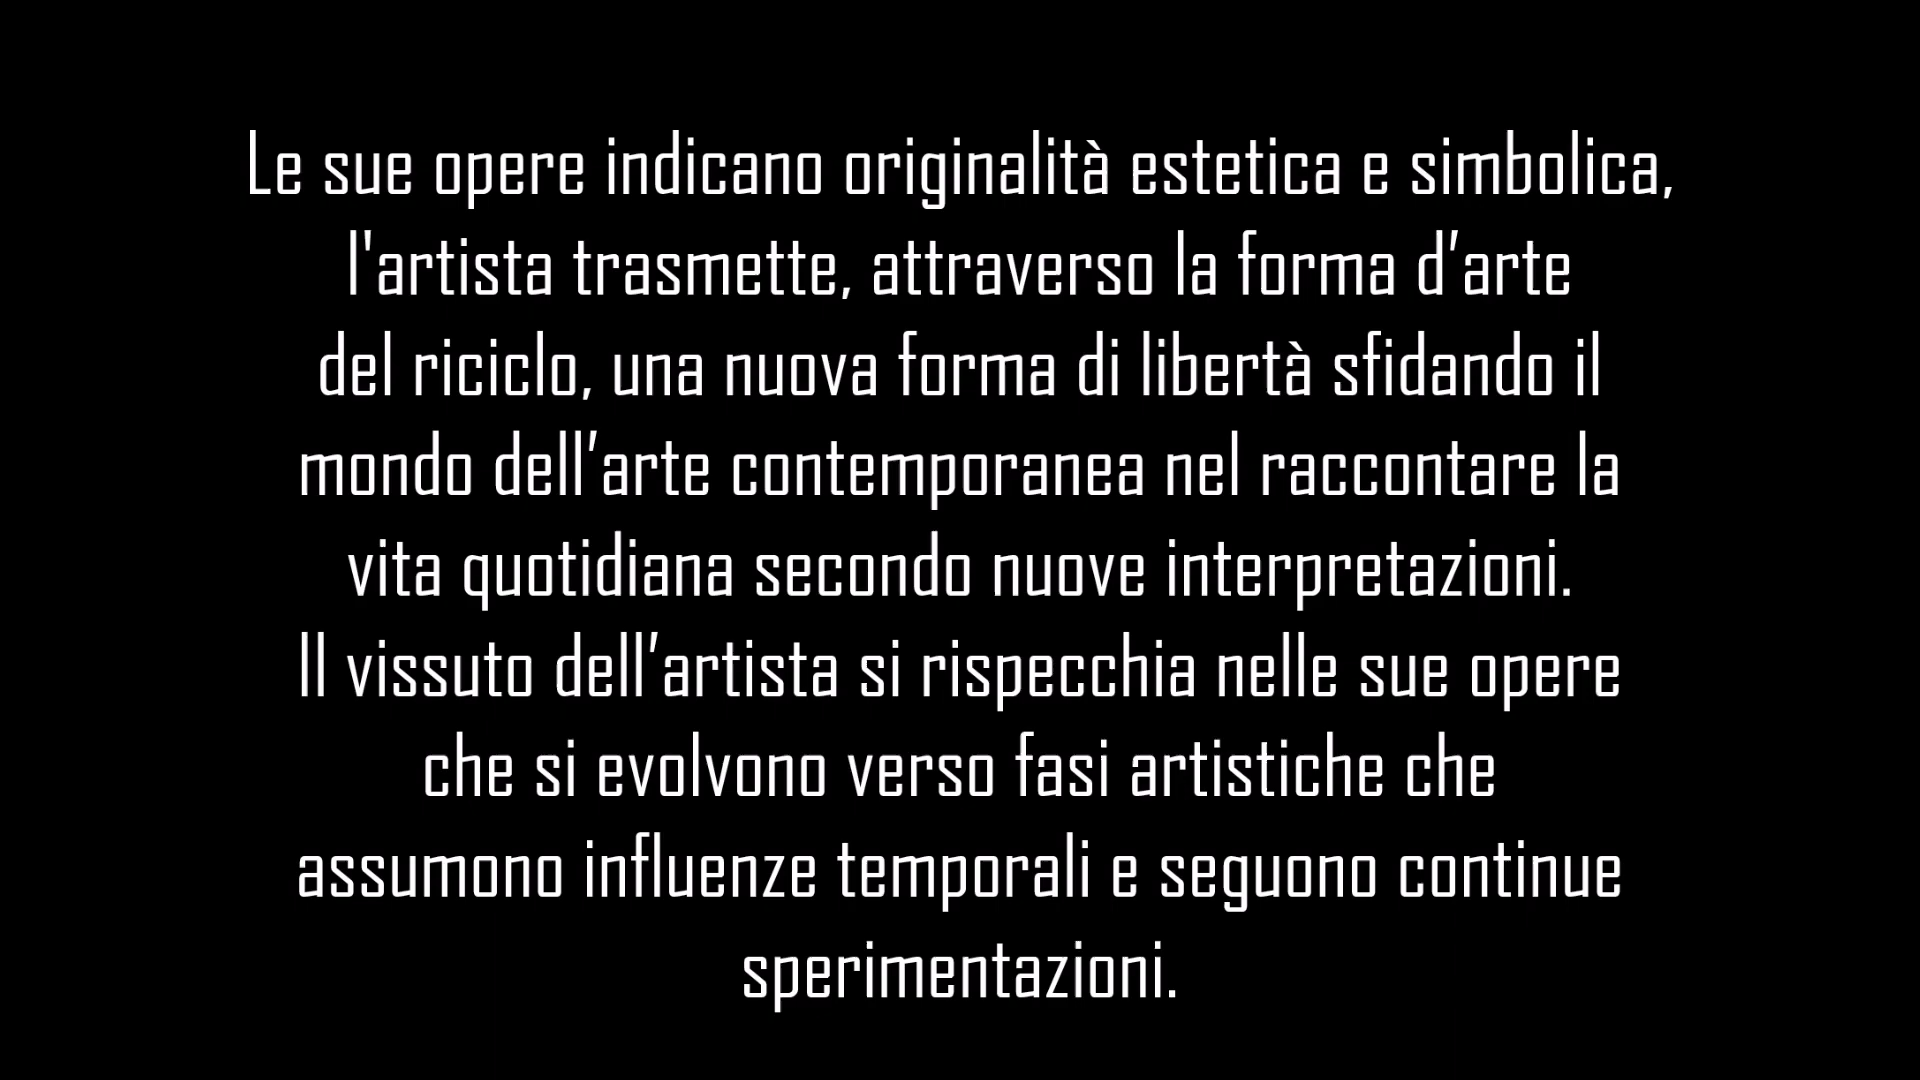 Le sue opere indicano originalità estetica e simbolica,
l'artista trasmette, attraverso la forma d’arte
del riciclo, una nuova forma di libertà sfidando il
mondo dell’arte contemporanea nel raccontare la
vita quotidiana secondo nuove interpretazioni.
Il vissuto dell’artista si rispecchia nelle sue opere
che si evolvono verso fasi artistiche che
assumono influenze temporali e seguono continue
sperimentazioni.